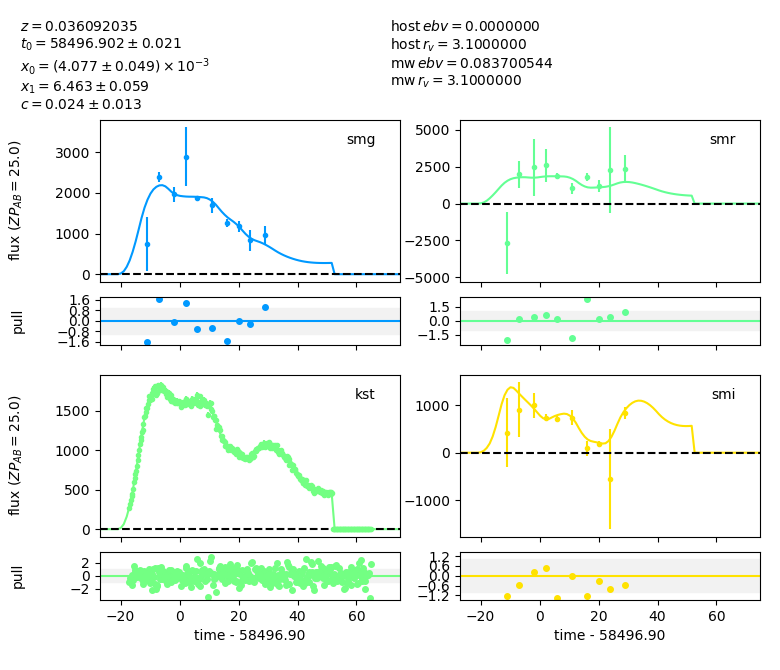 z = 0.036092035
t₀ = 58496.902 ± 0.021
x₀ = (4.077 ± 0.049) × 10⁻³
x₁ = 6.463 ± 0.059
c = 0.024 ± 0.013
host ebv = 0.0000000
host r_v = 3.1000000
mw ebv = 0.083700544
mw r_v = 3.1000000
flux (ZP_AB = 25.0)
3000
2000
1000
0
smg
5000
2500
0
−2500
−5000
smr
pull
1.6
0.8
0.0
−0.8
−1.6
1.5
0.0
−1.5
flux (ZP_AB = 25.0)
1500
1000
500
0
kst
1000
0
−1000
smi
pull
2
0
−2
1.2
0.6
0.0
−0.6
−1.2
−20 0 20 40 60
−20 0 20 40 60
time - 58496.90
time - 58496.90